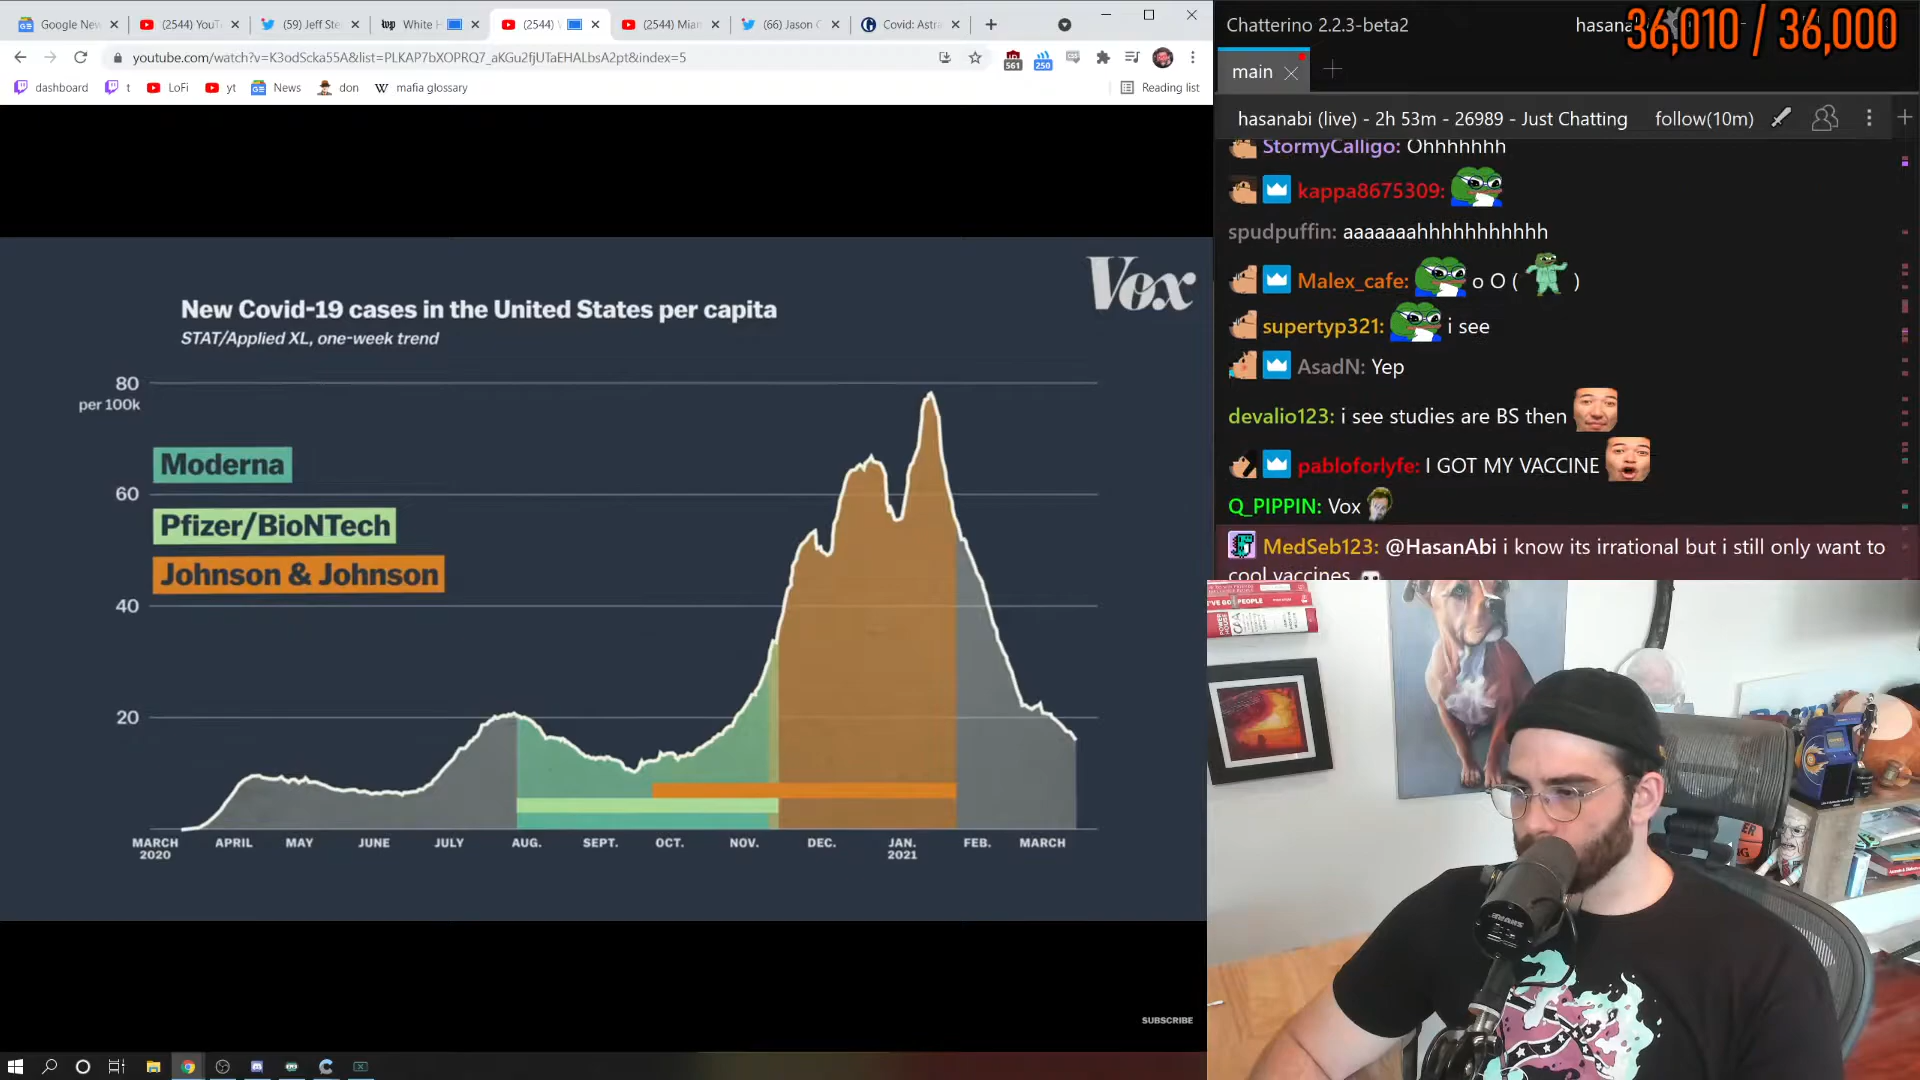 Google New
(2544) YouT
(59) Jeff Ste
White H
(2544)
(2544) Miar
(66) Jason
Covid: Astra
youtube.com/watch?v=K3odScka55A&list=PLKAP7bXOPRQ7_aKGu2fjUTaEHALbsA2pt&index=5
561
250
dashboard
t
LoFi
yt
News
don
W mafia glossary
Reading list
Vox
New Covid-19 cases in the United States per capita
STAT/Applied XL, one-week trend
80
per 100k
Moderna
60
Pfizer/BioNTech
Johnson & Johnson
40
20
MARCH 2020
APRIL
MAY
JUNE
JULY
AUG.
SEPT.
OCT.
NOV.
DEC.
JAN. 2021
FEB.
MARCH
SUBSCRIBE
Chatterino 2.2.3-beta2
hasana
36,010 / 36,000
main
hasanabi (live) - 2h 53m - 26989 - Just Chatting
follow(10m)
StormyCalligo: Ohhhhhhh
kappa8675309:
spudpuffin: aaaaaaahhhhhhhhhhh
Malex_cafe: o O ( )
supertyp321: i see
AsadN: Yep
devalio123: i see studies are BS then
pabloforlyfe: I GOT MY VACCINE
Q_PIPPIN: Vox
MedSeb123: @HasanAbi i know its irrational but i still only want to
cool vaccines